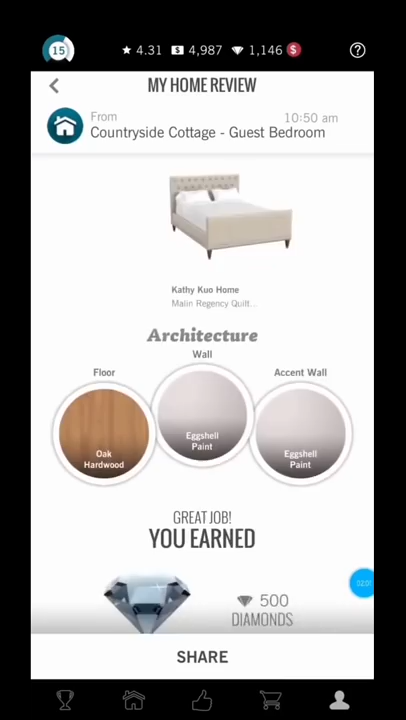 15 4.31 $ 4,987 1,146 $ ?
MY HOME REVIEW
From 10:50 am
Countryside Cottage - Guest Bedroom
Kathy Kuo Home
Malin Regency Quilt...
Architecture
Wall
Floor Accent Wall
Eggshell
Paint
Oak
Hardwood
Eggshell
Paint
GREAT JOB!
YOU EARNED
500
DIAMONDS
SHARE